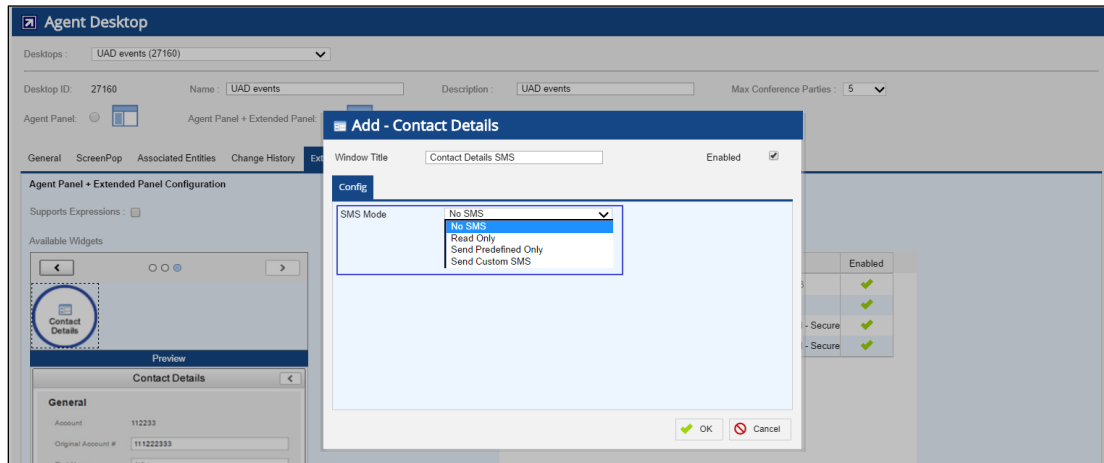 Agent Desktop
Desktops : UAD events (27160)
Desktop ID: 27160 Name : UAD events Description : UAD events Max Conference Parties : 5
Agent Panel: Agent Panel + Extended Panel:
General ScreenPop Associated Entities Change History Ext
Agent Panel + Extended Panel Configuration
Supports Expressions :
Available Widgets
Contact
Details
Preview
Contact Details
General
Account 112233
Original Account # 111222333
Add - Contact Details
Window Title Contact Details SMS Enabled
Config
SMS Mode No SMS
No SMS
Read Only
Send Predefined Only
Send Custom SMS
OK Cancel
Enabled
- Secure
- Secure